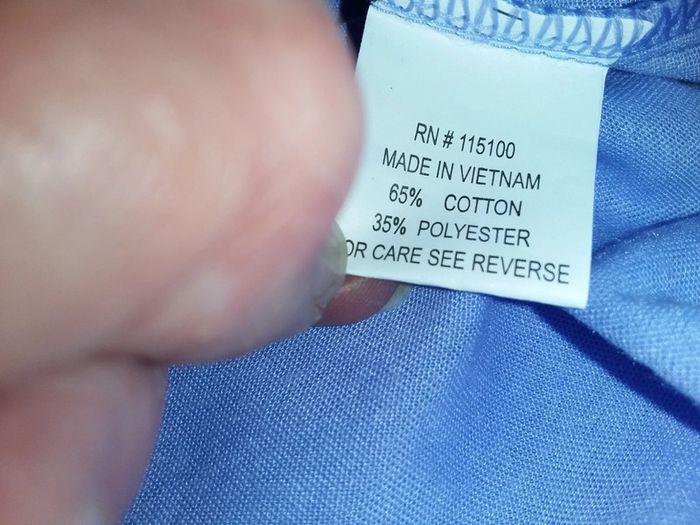 RN # 115100
MADE IN VIETNAM
65% COTTON
35% POLYESTER
OR CARE SEE REVERSE